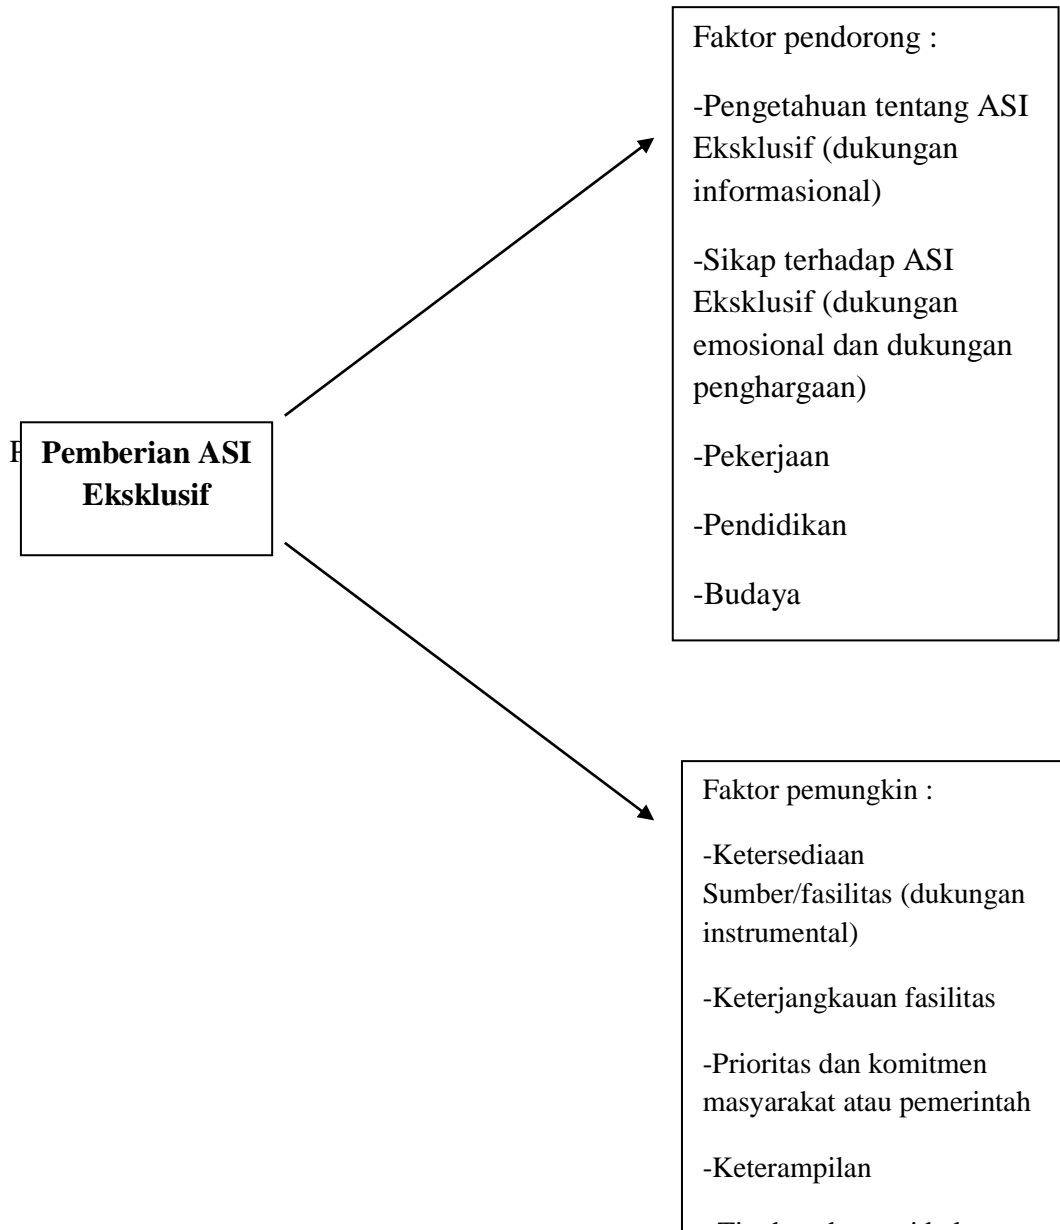 Faktor pendorong :
-Pengetahuan tentang ASI
Eksklusif (dukungan
informasional)
-Sikap terhadap ASI
Eksklusif (dukungan
emosional dan dukungan
penghargaan)
-Pekerjaan
-Pendidikan
-Budaya
Pemberian ASI
Eksklusif
Faktor pemungkin :
-Ketersediaan
Sumber/fasilitas (dukungan
instrumental)
-Keterjangkauan fasilitas
-Prioritas dan komitmen
masyarakat atau pemerintah
-Keterampilan